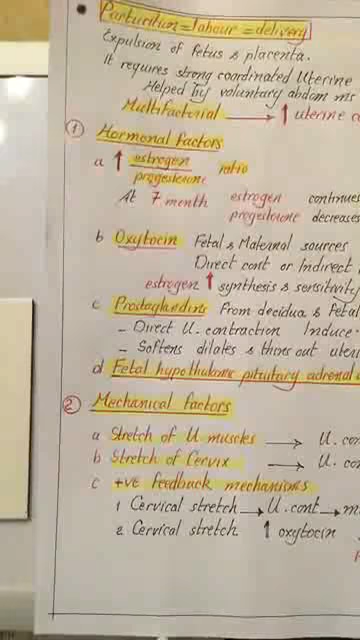 Parturition = labour = delivery
Expulsion of fetus & placenta.
It requires strong coordinated Uterine
Helped by voluntary abdom ms
Multifactorial → ↑ uterine
① Hormonal factors
a ↑ estrogen ratio
progesterone
At 7 month estrogen continues
progesterone decreases
b Oxytocin Fetal & Maternal sources
Direct cont or Indirect
estrogen ↑ synthesis & sensitivity
c Prostaglandins From decidua & Fetal
- Direct U. contraction Induce
- Softens dilates & thins out
d Fetal hypothalamic pituitary adrenal
② Mechanical factors
a Stretch of U muscles → U. con
b Stretch of Cervix → U. co
c +ve feedback mechanisms
1 Cervical stretch → U. cont → m
2 Cervical stretch ↑ oxytocin